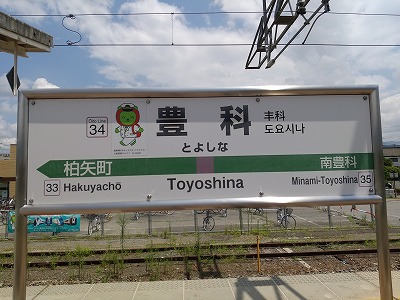 Oito Line
34
豊科
丰科
도요시나
とよしな
柏矢町
南豊科
33
Hakuyachō
Toyoshina
Minami-Toyoshina
35